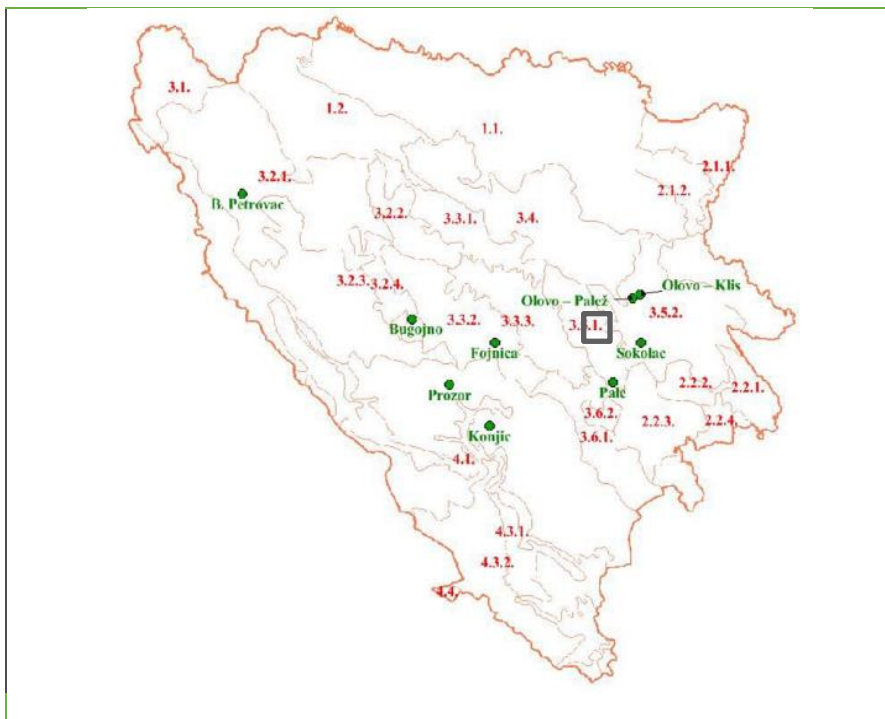 3.1.
1.2.
1.1.
2.1.1.
3.2.1.
2.1.2.
B. Petrovac
3.2.2.
3.3.1.
3.4.
3.2.3.
3.2.4.
Olovo – Klis
Olovo – Palež
3.5.2.
3.5.1.
Bugojno
3.3.2.
3.3.3.
Fojnica
Sokolac
Prozor
Pale
2.2.2.
2.2.1.
3.6.2.
2.2.3.
2.2.4.
Konjic
3.6.1.
4.1.
4.3.1.
4.3.2.
4.4.